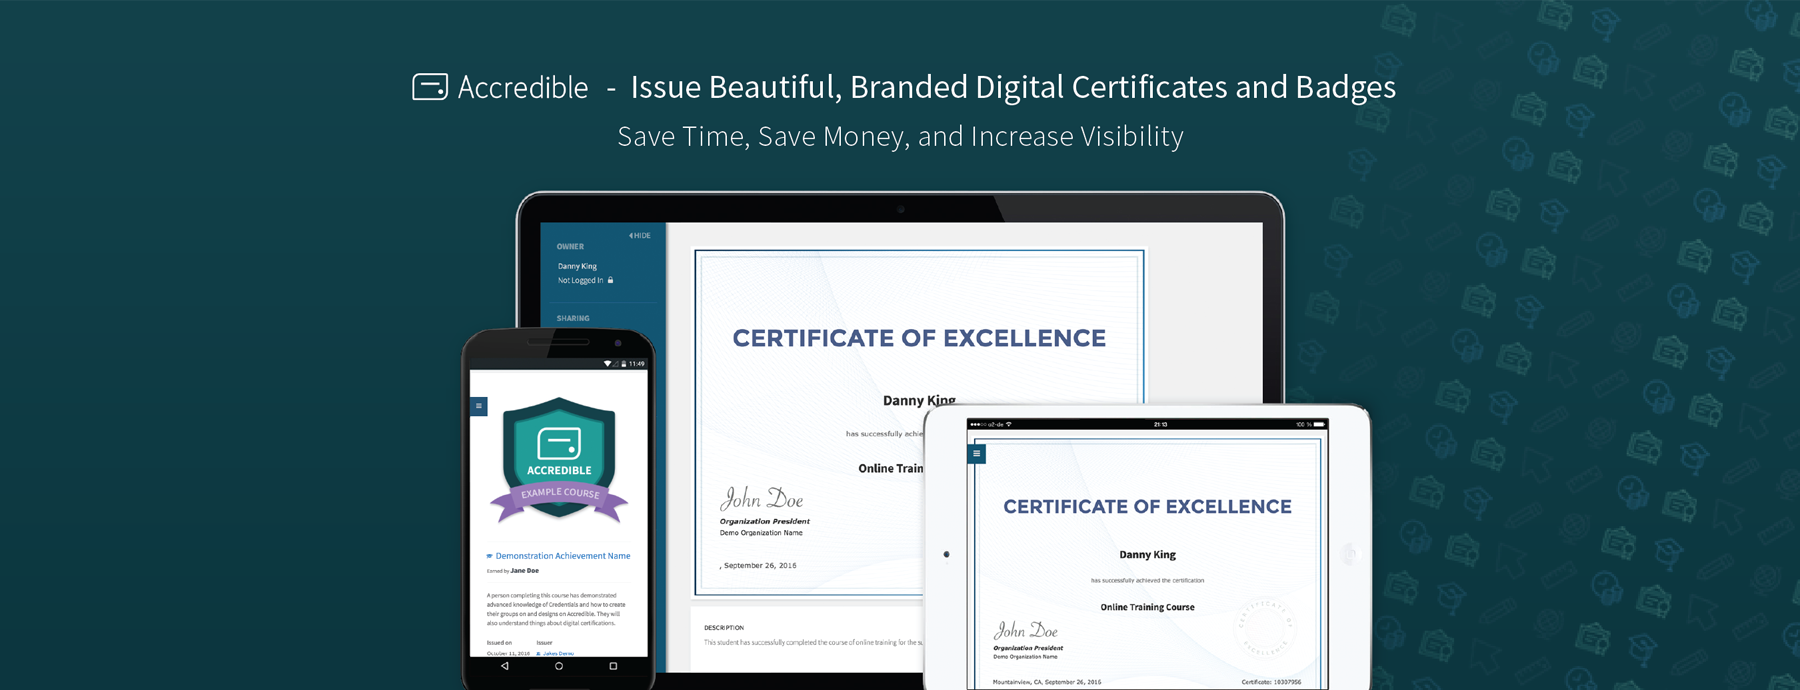 Accredible - Issue Beautiful, Branded Digital Certificates and Badges
Save Time, Save Money, and Increase Visibility
HIDE
OWNER
Danny King
Not Logged In
SHARING
CERTIFICATE OF EXCELLENCE
Danny King
has successfully achie
Online Train
John Doe
Organization President
Demo Organization Name
, September 26, 2016
DESCRIPTION
This student has successfully completed the course of online training for the su
11:49
ACCREDIBLE
EXAMPLE COURSE
Demonstration Achievement Name
Earned by Jane Doe
A person completing this course has demonstrated
advanced knowledge of Credentials and how to create
their groups on and designs on Accredible. They will
also understand things about digital certifications.
Issued on Issuer
October 11, 2016 Jakes Demo
o2-de 21:13 100 %
CERTIFICATE OF EXCELLENCE
Danny King
has successfully achieved the certification
Online Training Course
CERTIFICATE OF
EXCELLENCE
John Doe
Organization President
Demo Organization Name
Mountainview, CA, September 26, 2016 Certificate: 10307956